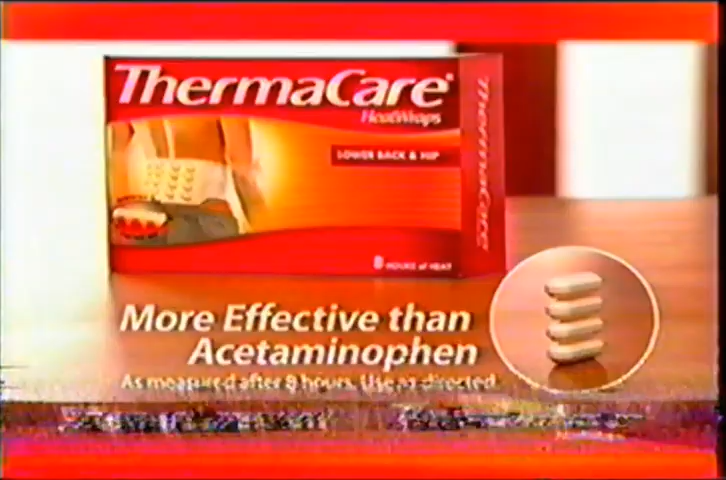 ThermaCare®
HeatWraps
LOWER BACK & HIP
ThermaCare
8 HOURS of HEAT
More Effective than
Acetaminophen
As measured after 8 hours. Use as directed.